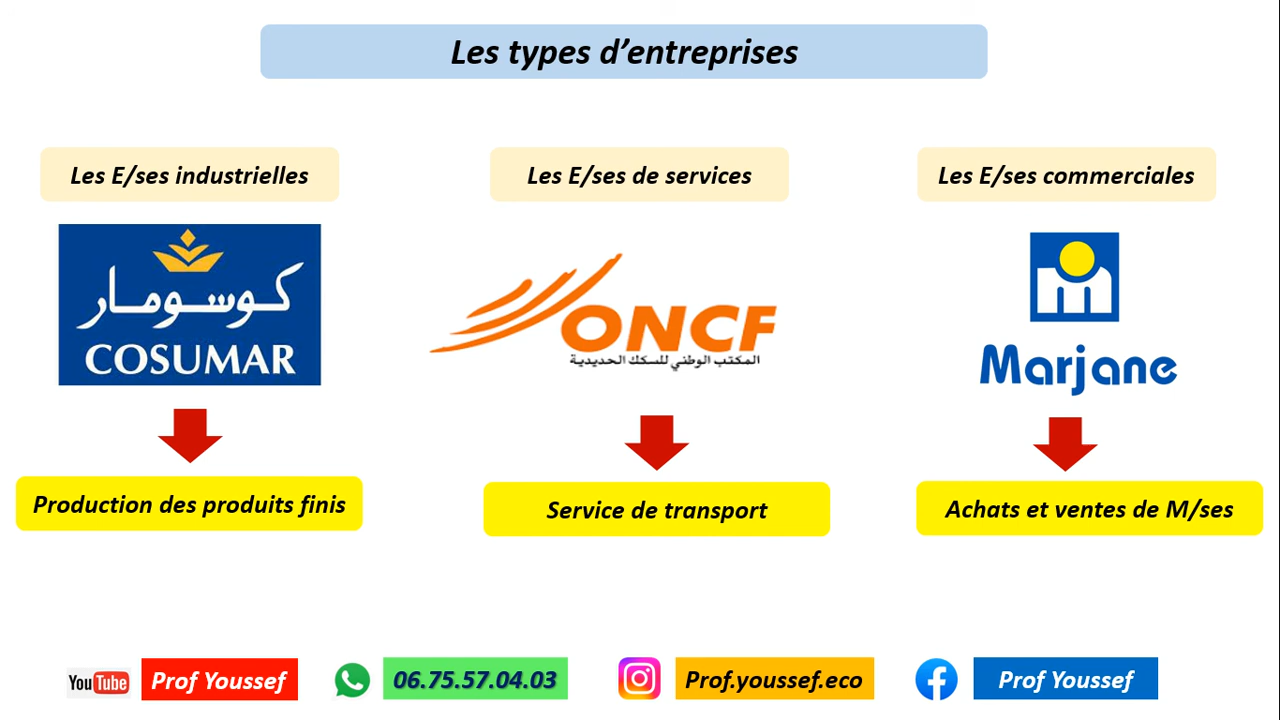 Les types d’entreprises
Les E/ses industrielles
Les E/ses de services
Les E/ses commerciales
كوسومار
COSUMAR
ONCF
المكتب الوطني للسكك الحديدية
Marjane
Production des produits finis
Service de transport
Achats et ventes de M/ses
YouTube
Prof Youssef
06.75.57.04.03
Prof.youssef.eco
Prof Youssef